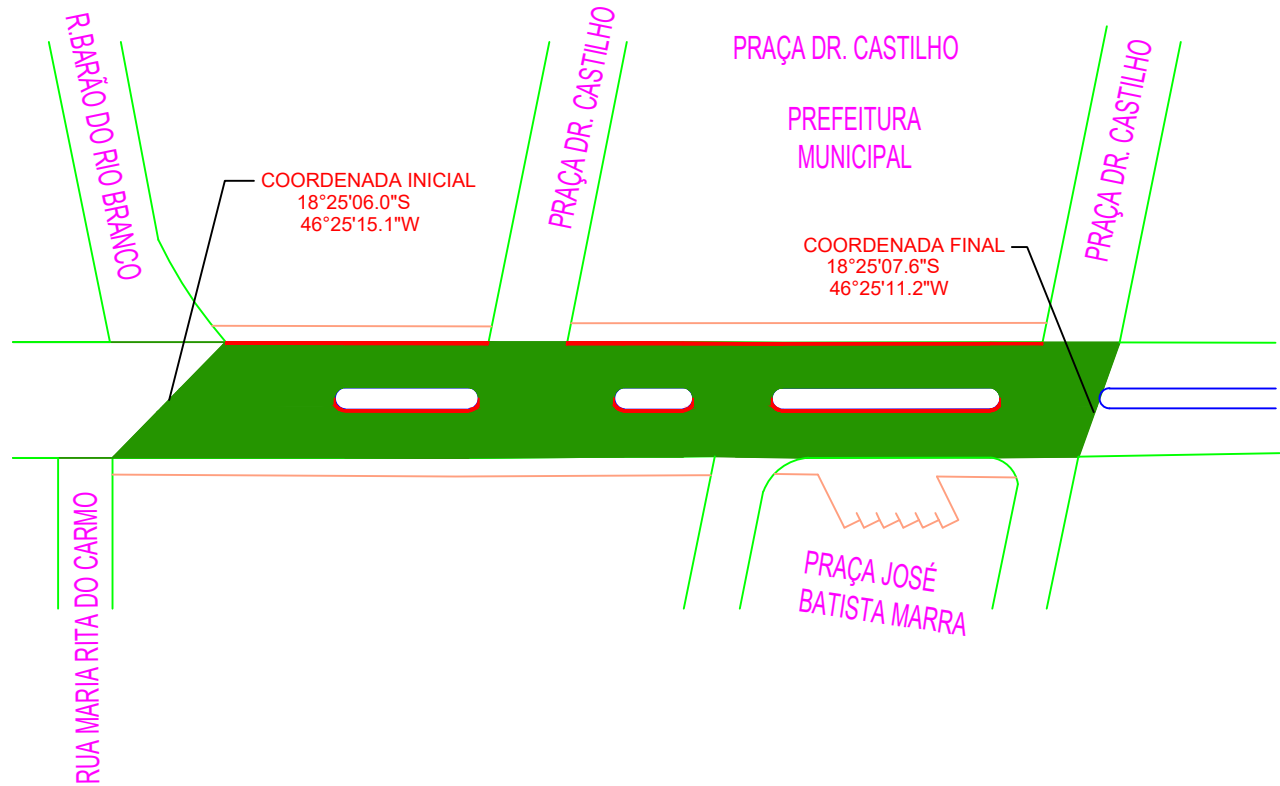 R.BARÃO DO RIO BRANCO
PRAÇA DR. CASTILHO
PRAÇA DR. CASTILHO
PREFEITURA
MUNICIPAL
PRAÇA DR. CASTILHO
COORDENADA INICIAL
18°25'06.0"S
46°25'15.1"W
COORDENADA FINAL
18°25'07.6"S
46°25'11.2"W
RUA MARIA RITA DO CARMO
PRAÇA JOSÉ
BATISTA MARRA